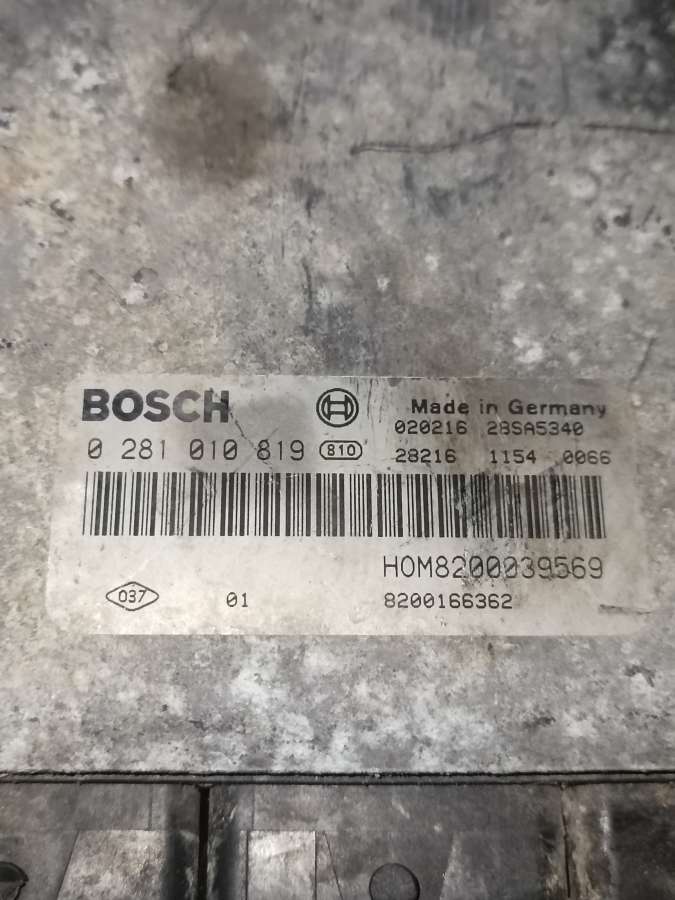 BOSCH
Made in Germany
020216 28SA5340
0 281 010 819 810
28216 1154 0066
HOM8200039569
037 01 8200166362